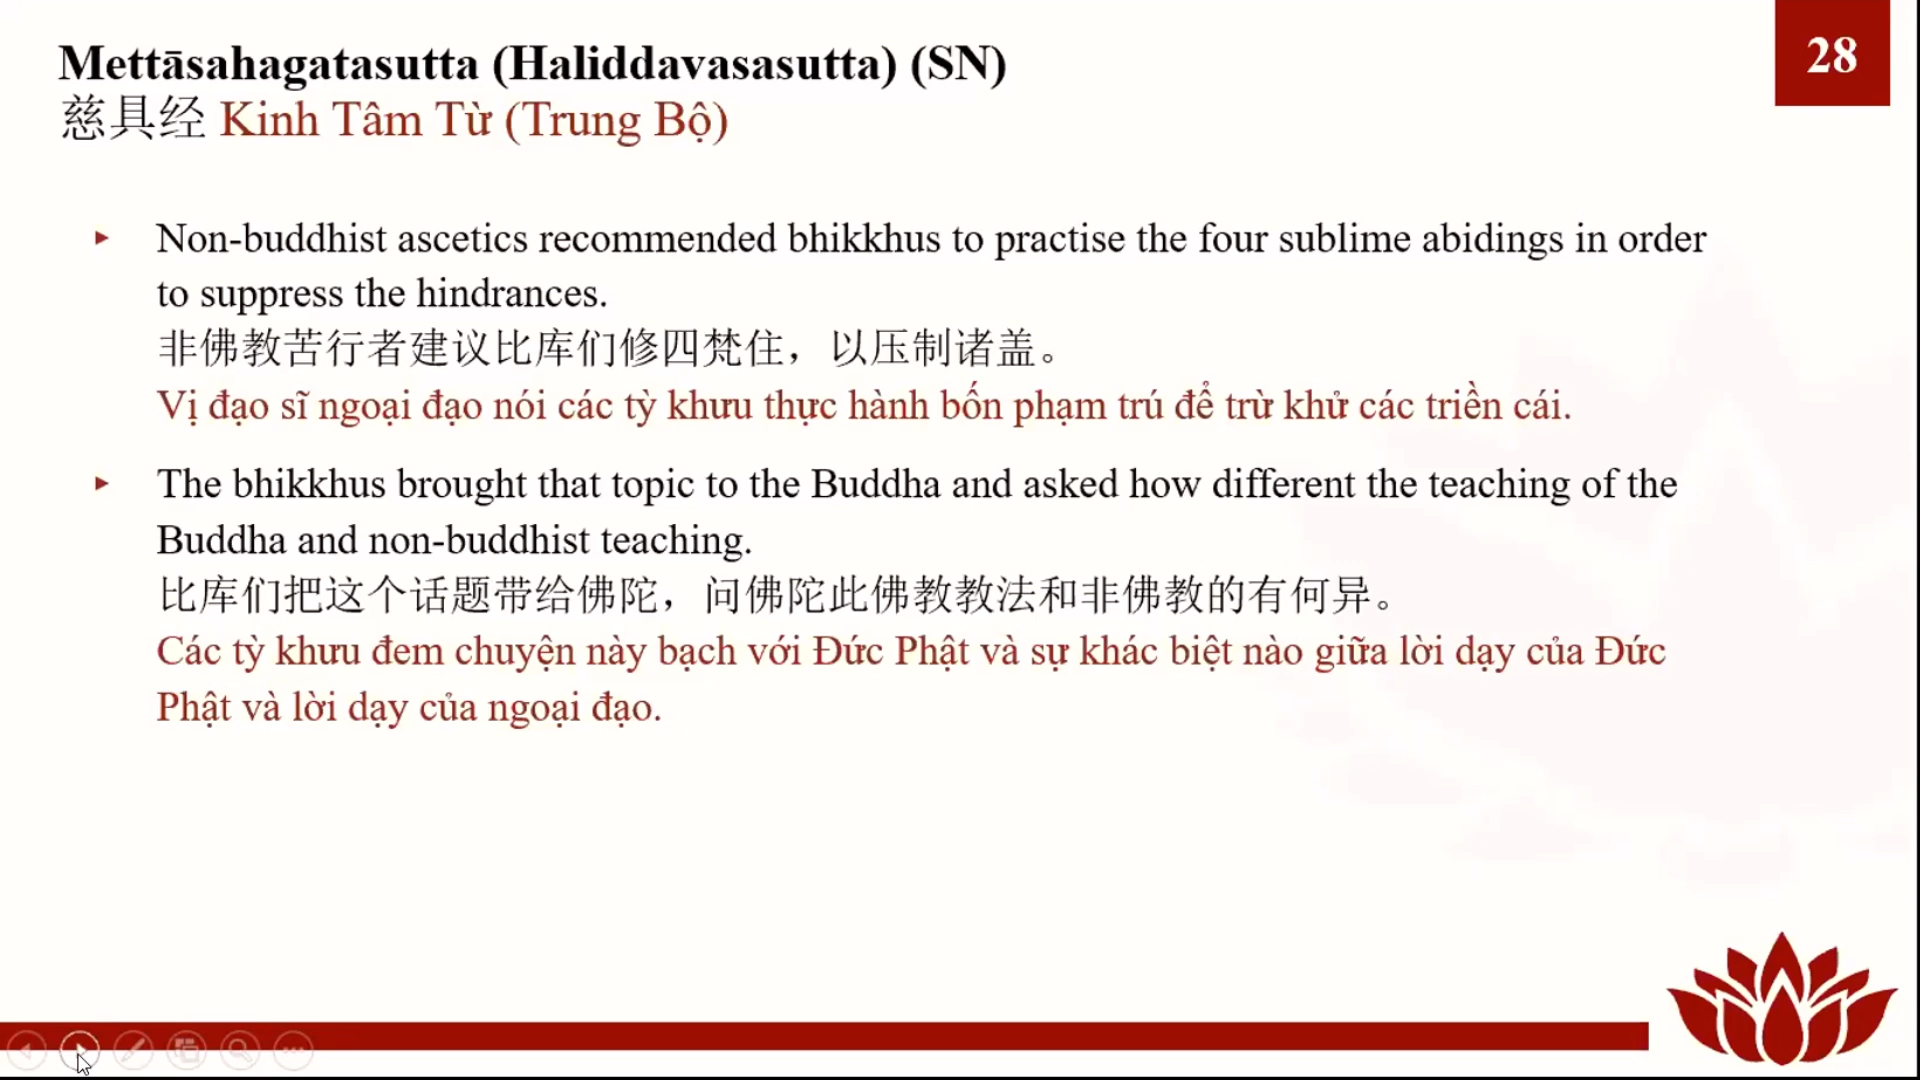 Mettāsahagatasutta (Haliddavasasutta) (SN)
28
慈具经 Kinh Tâm Từ (Trung Bộ)
Non-buddhist ascetics recommended bhikkhus to practise the four sublime abidings in order
to suppress the hindrances.
非佛教苦行者建议比库们修四梵住，以压制诸盖。
Vị đạo sĩ ngoại đạo nói các tỳ khưu thực hành bốn phạm trú để trừ khử các triền cái.
The bhikkhus brought that topic to the Buddha and asked how different the teaching of the
Buddha and non-buddhist teaching.
比库们把这个话题带给佛陀，问佛陀此佛教教法和非佛教的有何异。
Các tỳ khưu đem chuyện này bạch với Đức Phật và sự khác biệt nào giữa lời dạy của Đức
Phật và lời dạy của ngoại đạo.